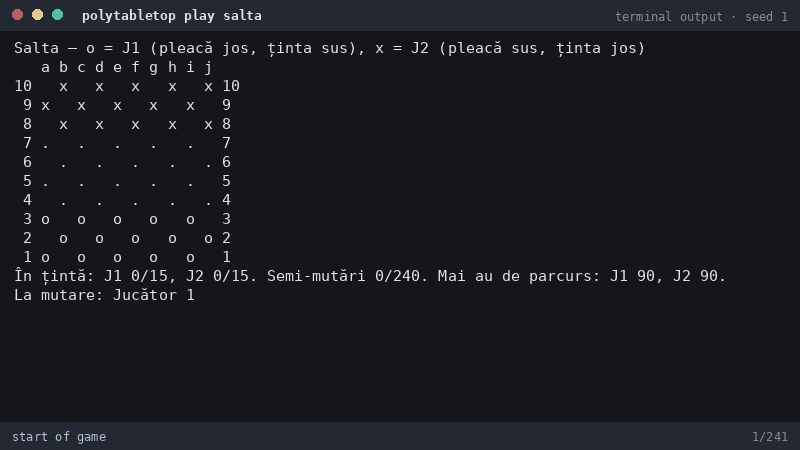 polytabletop play salta
terminal output · seed 1
Salta — o = J1 (pleacă jos, ținta sus), x = J2 (pleacă sus, ținta jos)
   a b c d e f g h i j
10   x   x   x   x   x 10
 9 x   x   x   x   x   9
 8   x   x   x   x   x 8
 7 .   .   .   .   .   7
 6   .   .   .   .   . 6
 5 .   .   .   .   .   5
 4   .   .   .   .   . 4
 3 o   o   o   o   o   3
 2   o   o   o   o   o 2
 1 o   o   o   o   o   1
În țintă: J1 0/15, J2 0/15. Semi-mutări 0/240. Mai au de parcurs: J1 90, J2 90.
La mutare: Jucător 1
start of game
1/241